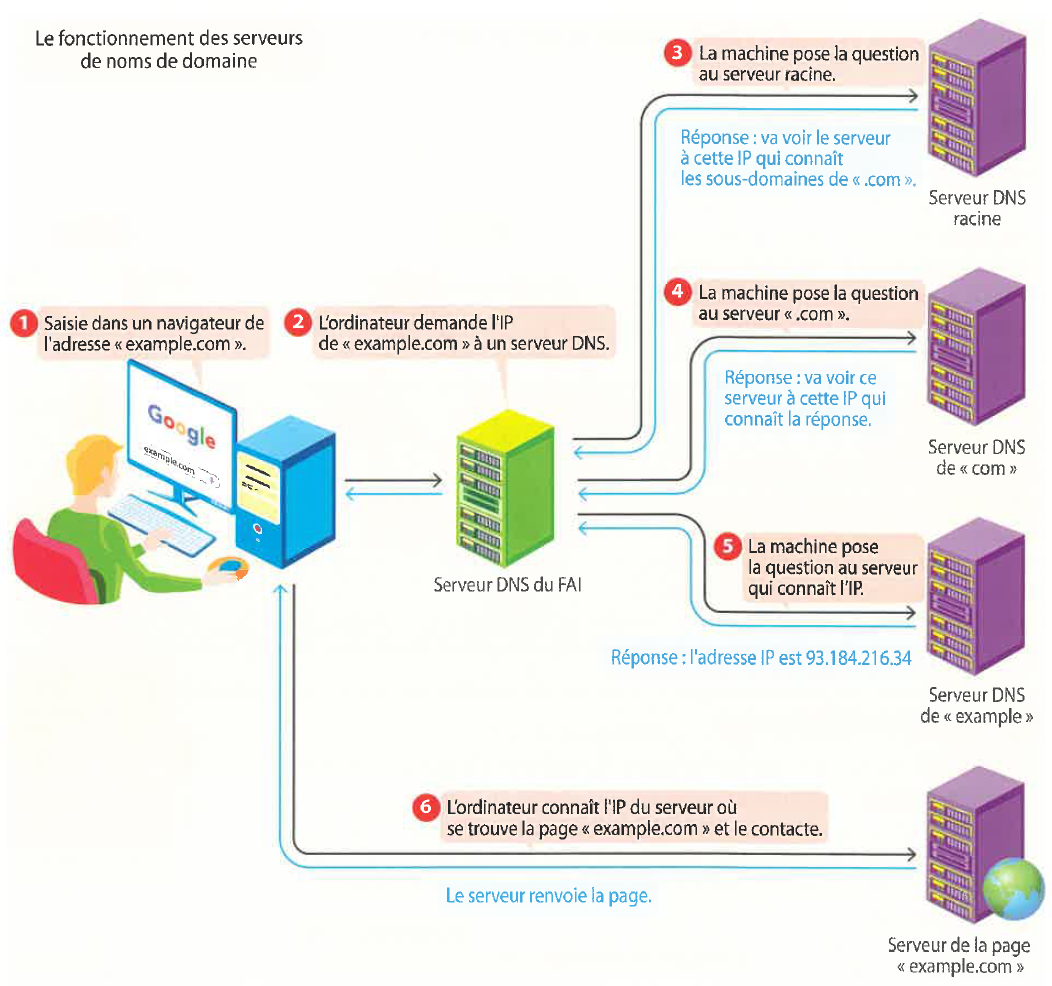 Le fonctionnement des serveurs
de noms de domaine
3 La machine pose la question
au serveur racine.
Réponse : va voir le serveur
à cette IP qui connaît
les sous-domaines de « .com ».
Serveur DNS
racine
4 La machine pose la question
au serveur « .com ».
Réponse : va voir ce
serveur à cette IP qui
connaît la réponse.
Serveur DNS
de « com »
1 Saisie dans un navigateur de
l'adresse « example.com ».
2 L'ordinateur demande l'IP
de « example.com » à un serveur DNS.
Google
example.com
Serveur DNS du FAI
5 La machine pose
la question au serveur
qui connaît l'IP.
Réponse : l'adresse IP est 93.184.216.34
Serveur DNS
de « example »
6 L'ordinateur connaît l'IP du serveur où
se trouve la page « example.com » et le contacte.
Le serveur renvoie la page.
Serveur de la page
« example.com »